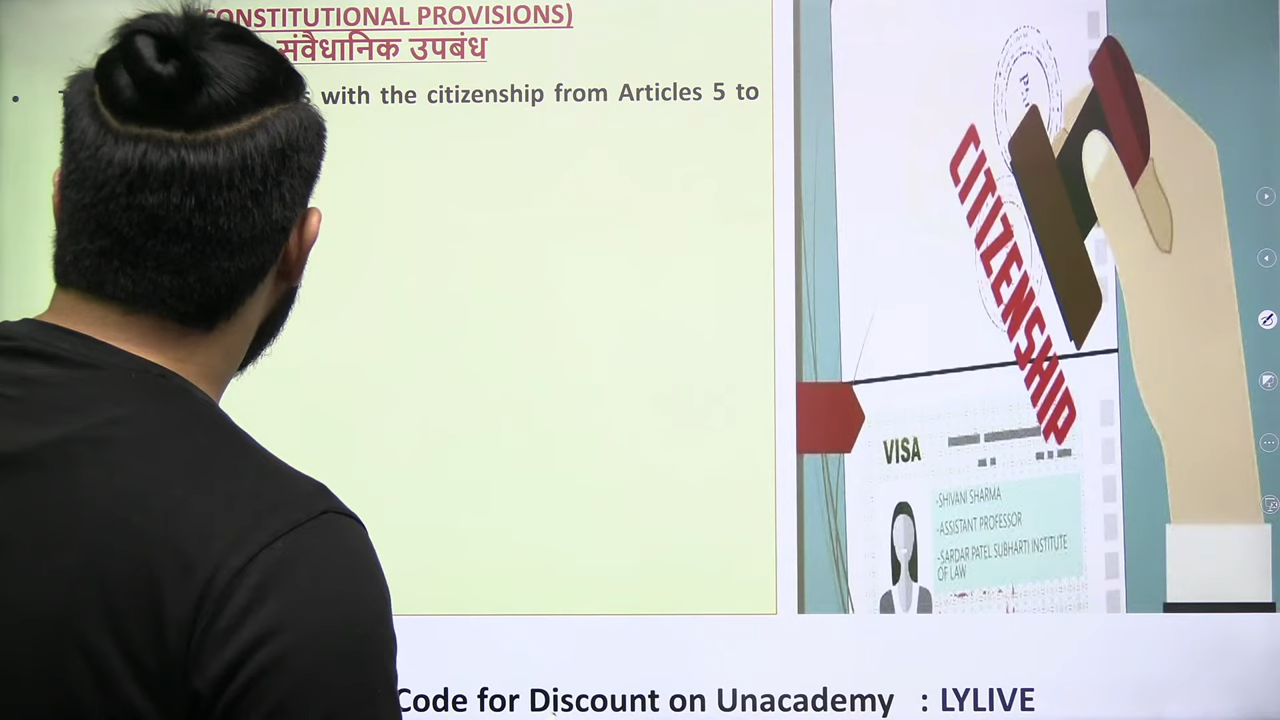 CONSTITUTIONAL PROVISIONS)
संवैधानिक उपबंध
with the citizenship from Articles 5 to
CITIZENSHIP
VISA
-SHIVANI SHARMA
-ASSISTANT PROFESSOR
-SARDAR PATEL SUBHARTI INSTITUTE
OF LAW
Code for Discount on Unacademy : LYLIVE